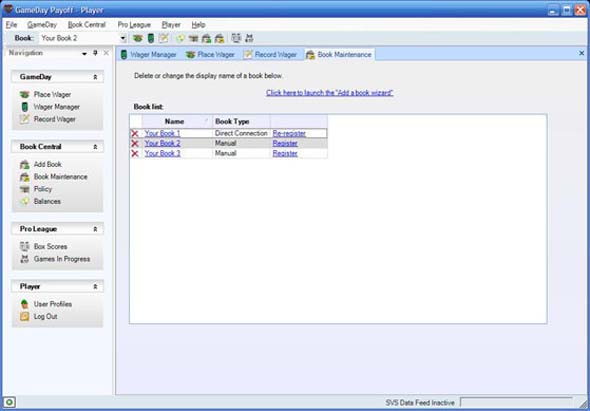 GameDay Payoff - Player
File GameDay Book Central Pro League Player Help
Book: Your Book 2
Navigation
Wager Manager Place Wager Record Wager Book Maintenance
GameDay
Place Wager
Wager Manager
Record Wager
Book Central
Add Book
Book Maintenance
Policy
Balances
Pro League
Box Scores
Games In Progress
Player
User Profiles
Log Out
Delete or change the display name of a book below.
Click here to launch the "Add a book wizard"
Book list:
Name Book Type
Your Book 1 Direct Connection Re-register
Your Book 2 Manual Register
Your Book 3 Manual Register
SVS Data Feed Inactive